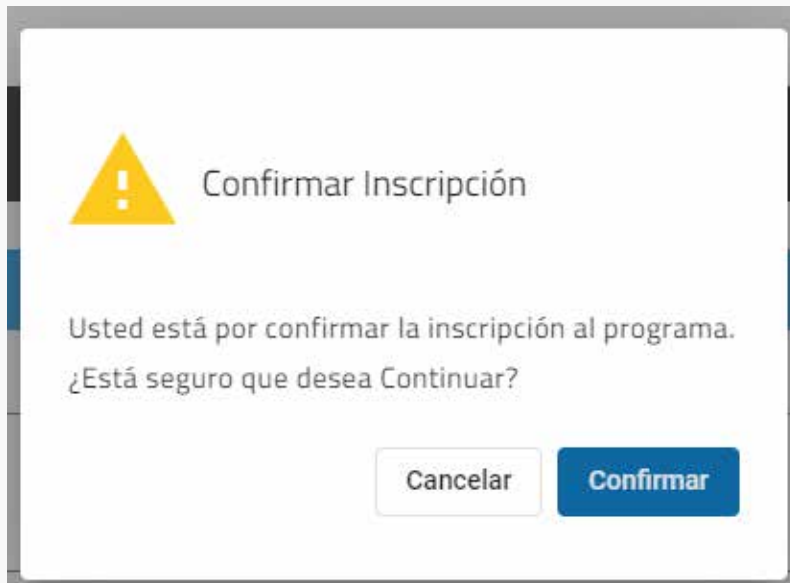 Confirmar Inscripción
Usted está por confirmar la inscripción al programa.
¿Está seguro que desea Continuar?
Cancelar
Confirmar